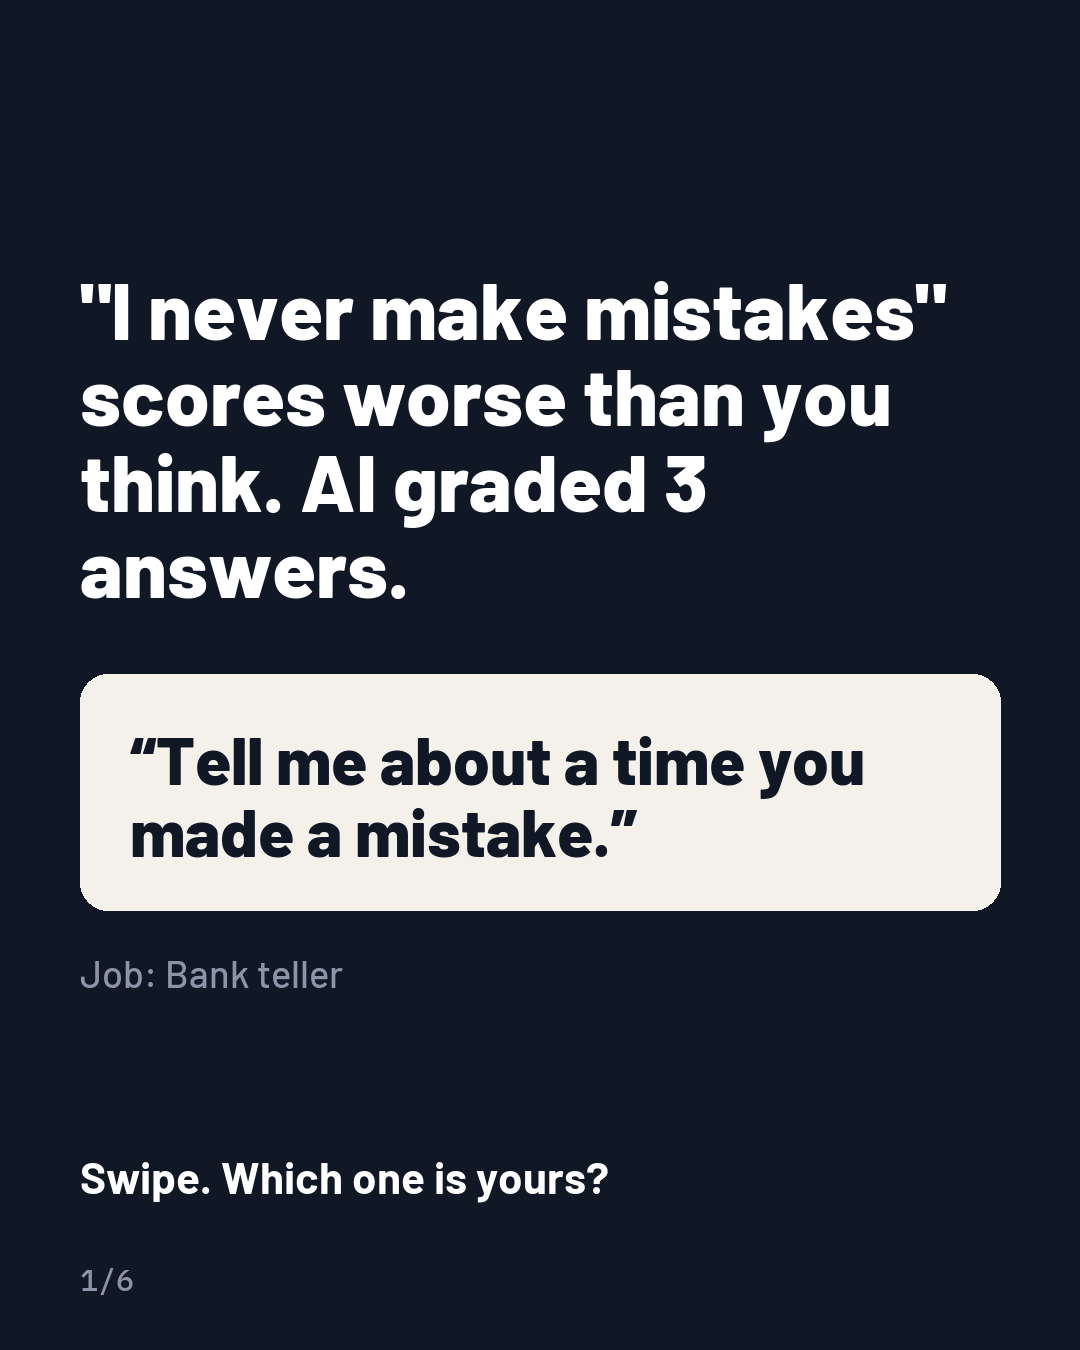 "I never make mistakes"
scores worse than you
think. AI graded 3
answers.
“Tell me about a time you
made a mistake.”
Job: Bank teller
Swipe. Which one is yours?
1/6